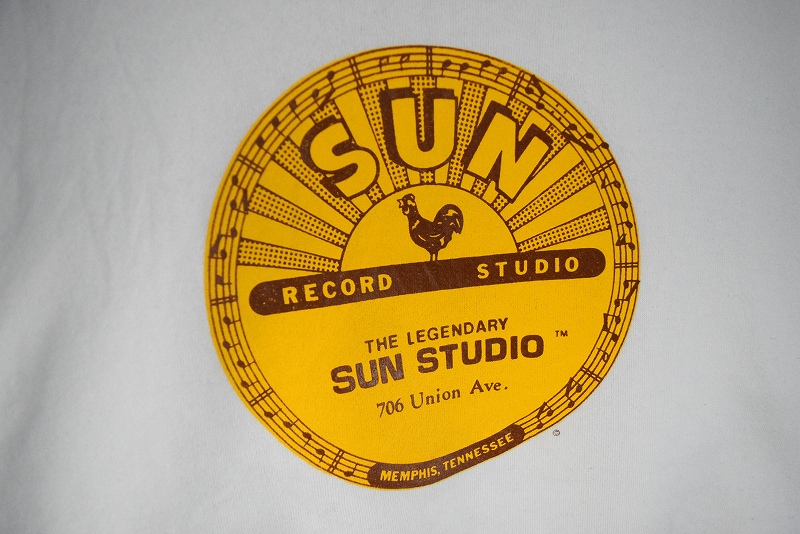 SUN
RECORD STUDIO
THE LEGENDARY
SUN STUDIO ™
706 Union Ave.
MEMPHIS, TENNESSEE
©